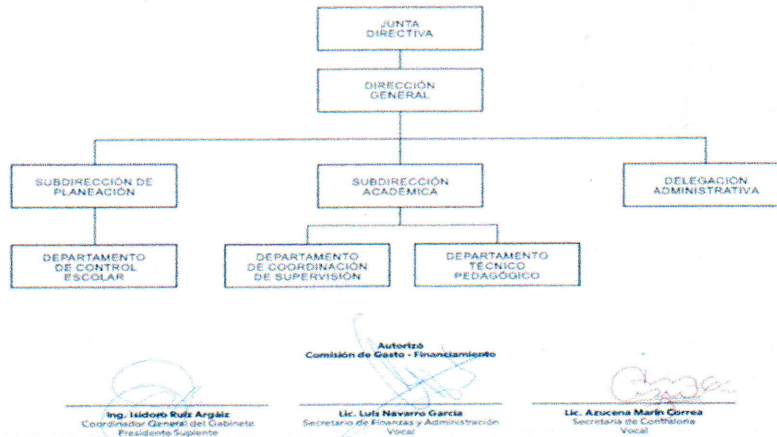 JUNTA
DIRECTIVA
DIRECCIÓN
GENERAL
SUBDIRECCIÓN DE
PLANEACIÓN
SUBDIRECCIÓN
ACADÉMICA
DELEGACIÓN
ADMINISTRATIVA
DEPARTAMENTO
DE CONTROL
ESCOLAR
DEPARTAMENTO
DE COORDINACIÓN
DE SUPERVISIÓN
DEPARTAMENTO
TÉCNICO
PEDAGÓGICO
Autorizó
Comisión de Gasto - Financiamiento
Ing. Isidoro Ruiz Argáiz
Coordinador General del Gabinete
Presidente Suplente
Lic. Luis Navarro García
Secretario de Finanzas y Administración
Vocal
Lic. Azucena Marín Correa
Secretaria de Contraloría
Vocal